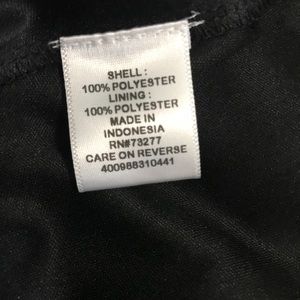 SHELL :
100% POLYESTER
LINING :
100% POLYESTER
MADE IN
INDONESIA
RN#73277
CARE ON REVERSE
400988310441